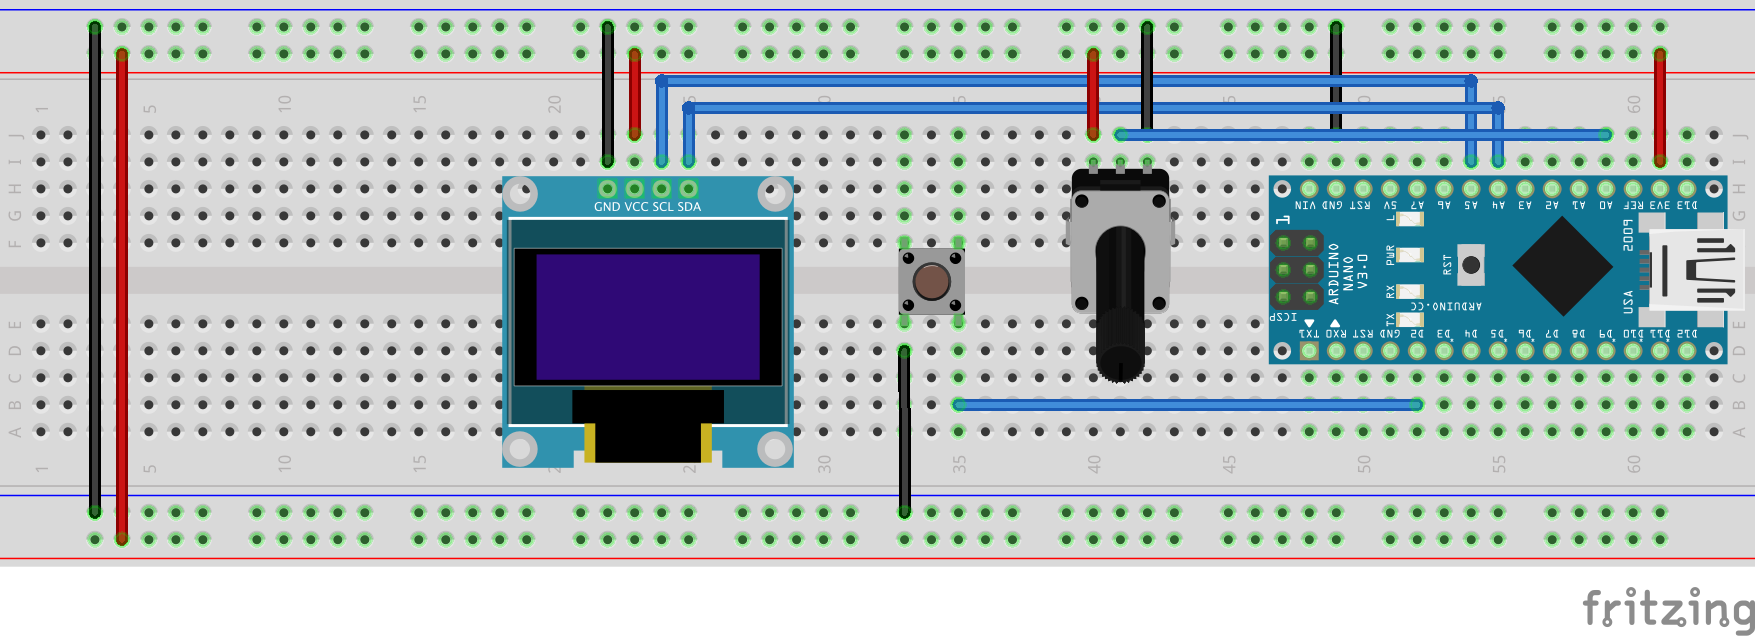 1 5 10 15 20 25 30 35 40 45 50 55 60
J J
I I
H H
G G
F F
E E
D D
C C
B B
A A
1 5 10 15 25 30 35 40 45 50 55 60
GND VCC SCL SDA
VIN GND RST 5V A7 A6 A5 A4 A3 A2 A1 A0 REF 3V3 D13
1
L
PWR
RX
TX
ARDUINO
NANO
V3.0
RST
ARDUINO.CC
2009
USA
ICSP
TX1 RX0 RST GND D2 D3 D4 D5 D6 D7 D8 D9 D10 D11 D12
fritzing